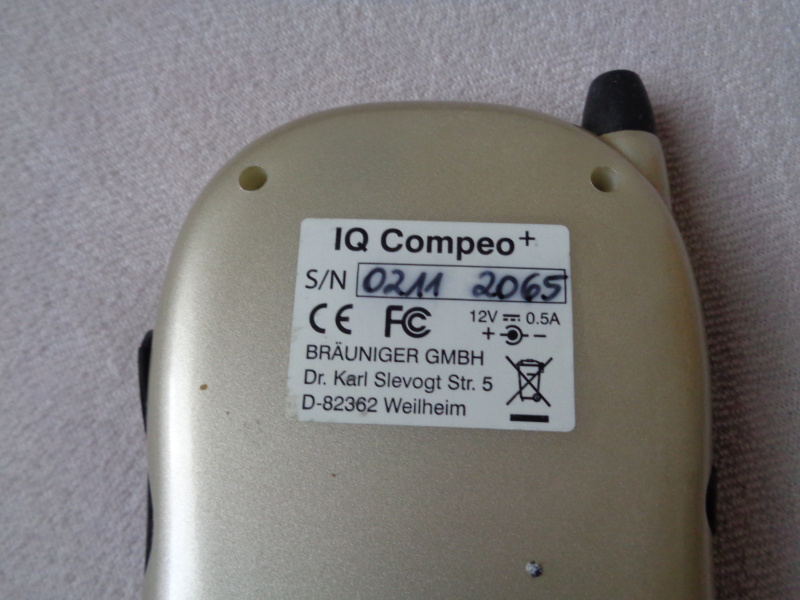 IQ Compeo+
S/N 0211 2065
CE FC 12V 0.5A
+ -
BRÄUNIGER GMBH
Dr. Karl Slevogt Str. 5
D-82362 Weilheim